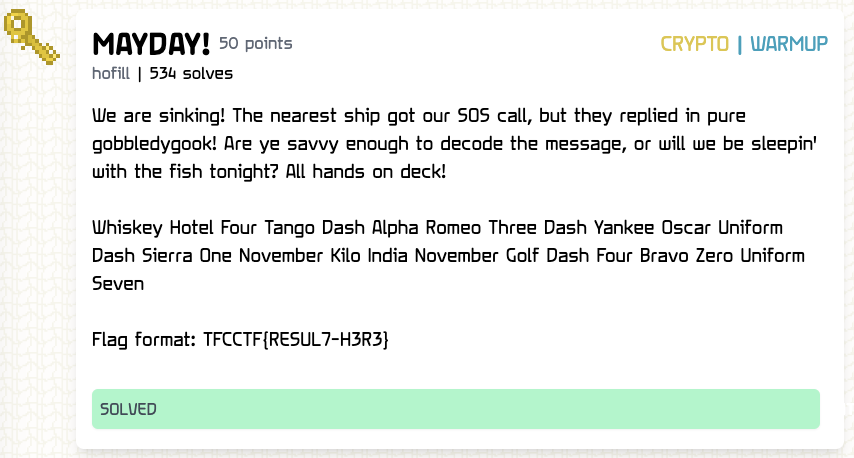 MAYDAY! 50 points
CRYPTO | WARMUP
hofill | 534 solves
We are sinking! The nearest ship got our SOS call, but they replied in pure
gobbledygook! Are ye savvy enough to decode the message, or will we be sleepin'
with the fish tonight? All hands on deck!
Whiskey Hotel Four Tango Dash Alpha Romeo Three Dash Yankee Oscar Uniform
Dash Sierra One November Kilo India November Golf Dash Four Bravo Zero Uniform
Seven
Flag format: TFCCTF{RESUL7-H3R3}
SOLVED